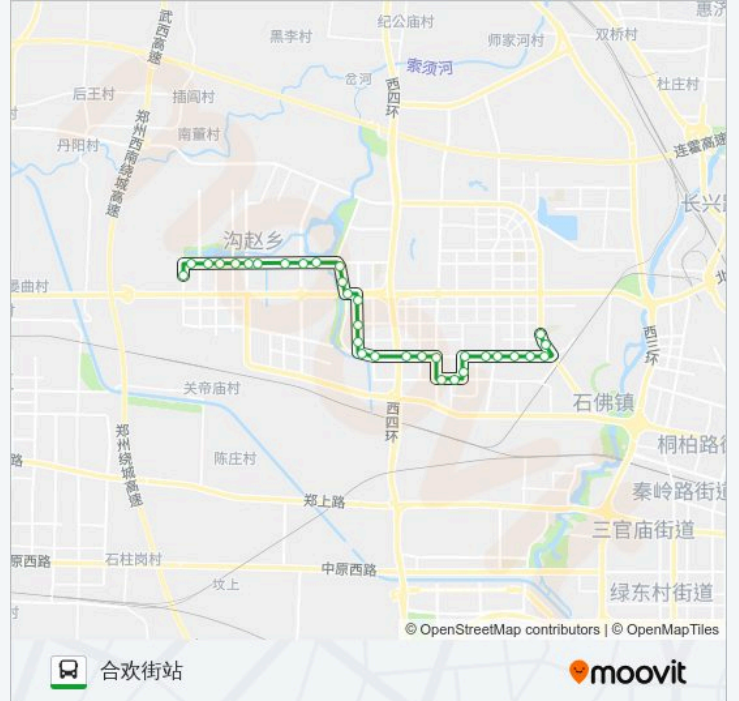 惠济
武西高速
纪公庙村
黑李村
师家河村
双桥村
索须河
岔河
西四环
杜庄村
后王村
插阎村
郑州西南绕城高速
南董村
丹阳村
连霍高速
长兴路
沟赵乡
北
晏曲村
西三环
关帝庙村
石佛镇
西四环
郑州绕城高速
桐柏路街
陈庄村
路
秦岭路街道
郑上路
三官庙街道
原西路
石柱岗村
中原西路
坟上
绿东村街道
村
© OpenStreetMap contributors | © OpenMapTiles
合欢街站
moovit